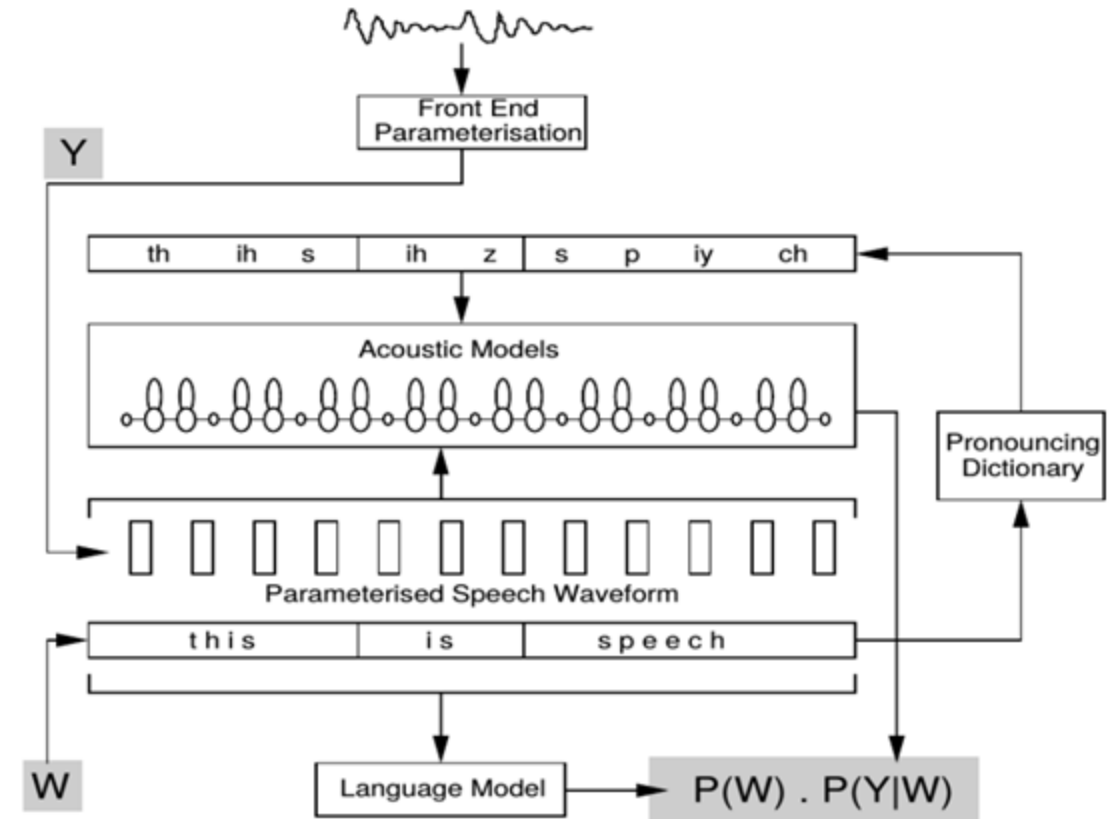 Front End
Parameterisation
Y
th ih s ih z s p iy ch
Acoustic Models
Pronouncing
Dictionary
Parameterised Speech Waveform
this is speech
W
Language Model
P(W) . P(Y|W)